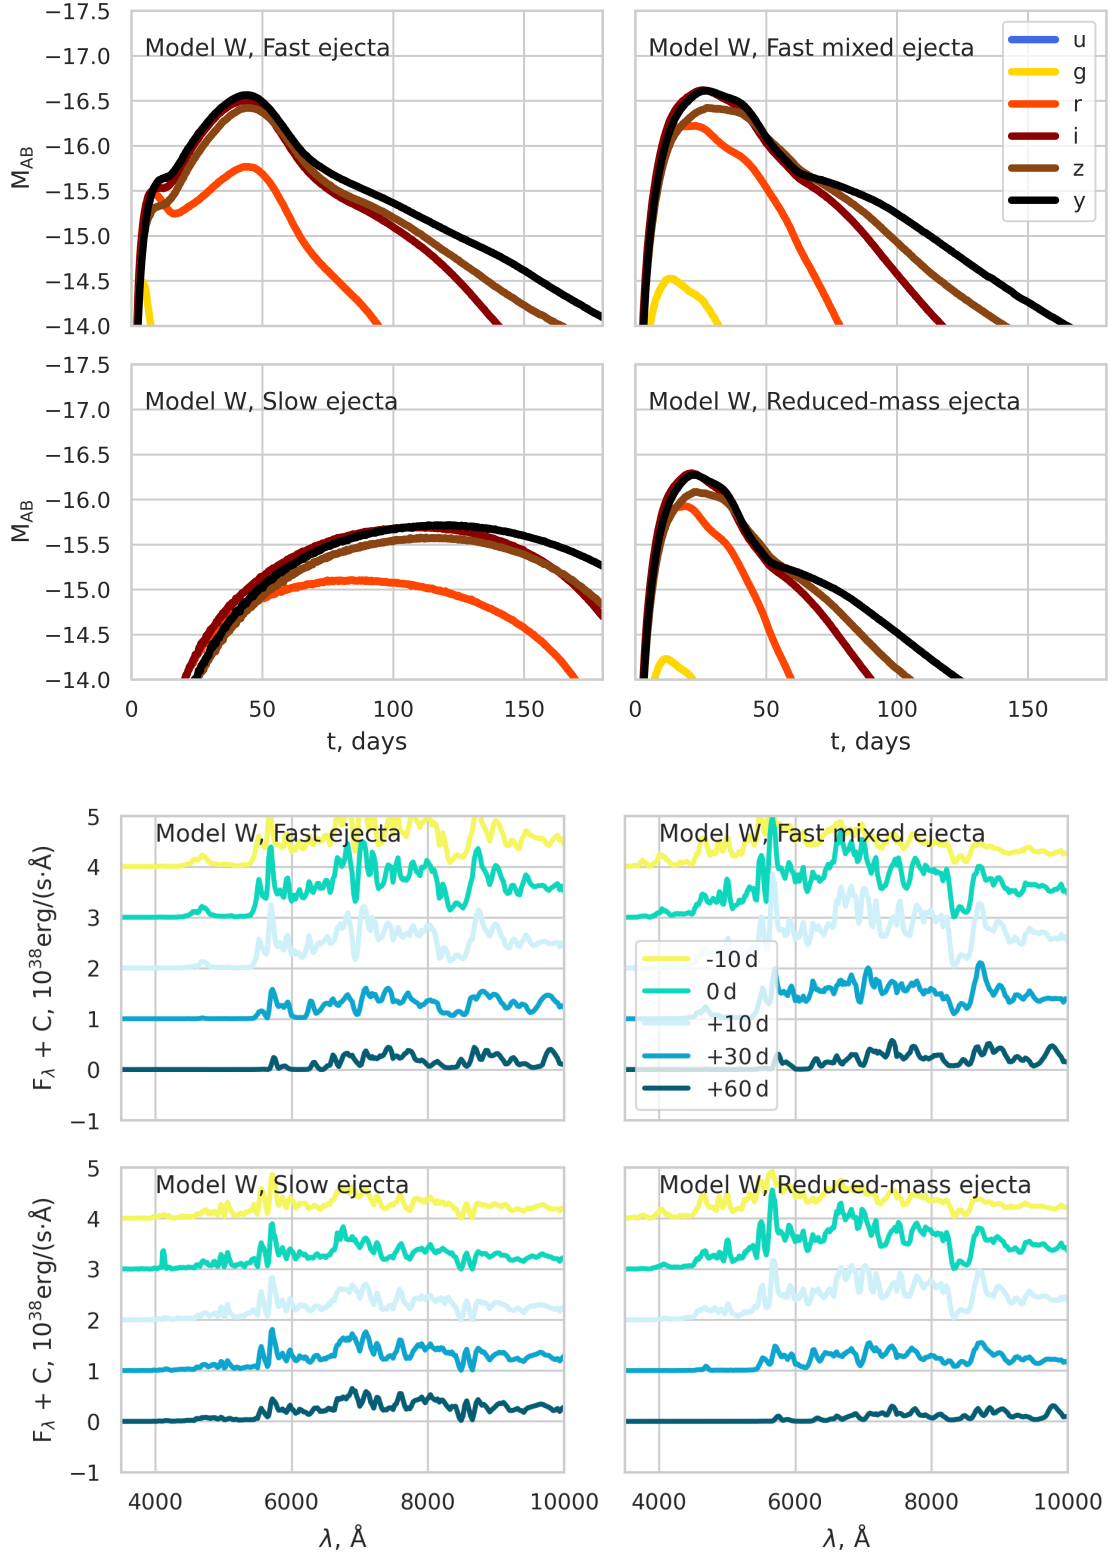 Model W, Fast ejecta
−17.5
−17.0
−16.5
−16.0
−15.5
−15.0
−14.5
−14.0
M_AB
Model W, Fast mixed ejecta
u
g
r
i
z
y
Model W, Slow ejecta
−17.5
−17.0
−16.5
−16.0
−15.5
−15.0
−14.5
−14.0
M_AB
0 50 100 150
t, days
Model W, Reduced-mass ejecta
0 50 100 150
t, days
Model W, Fast ejecta
5
4
3
2
1
0
−1
F_λ + C, 10^38 erg/(s·Å)
Model W, Fast mixed ejecta
-10 d
0 d
+10 d
+30 d
+60 d
Model W, Slow ejecta
5
4
3
2
1
0
−1
F_λ + C, 10^38 erg/(s·Å)
4000 6000 8000 10000
λ, Å
Model W, Reduced-mass ejecta
4000 6000 8000 10000
λ, Å